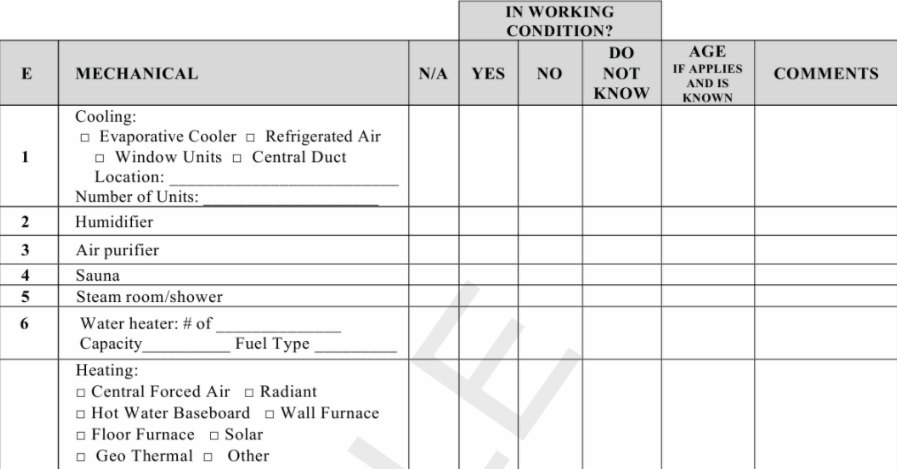 IN WORKING
CONDITION?
E MECHANICAL N/A YES NO DO NOT KNOW AGE IF APPLIES AND IS KNOWN COMMENTS
1 Cooling:
□ Evaporative Cooler □ Refrigerated Air
□ Window Units □ Central Duct
Location: __________________________
Number of Units: ____________________
2 Humidifier
3 Air purifier
4 Sauna
5 Steam room/shower
6 Water heater: # of ______________
Capacity__________ Fuel Type _________
Heating:
□ Central Forced Air □ Radiant
□ Hot Water Baseboard □ Wall Furnace
□ Floor Furnace □ Solar
□ Geo Thermal □ Other
LE